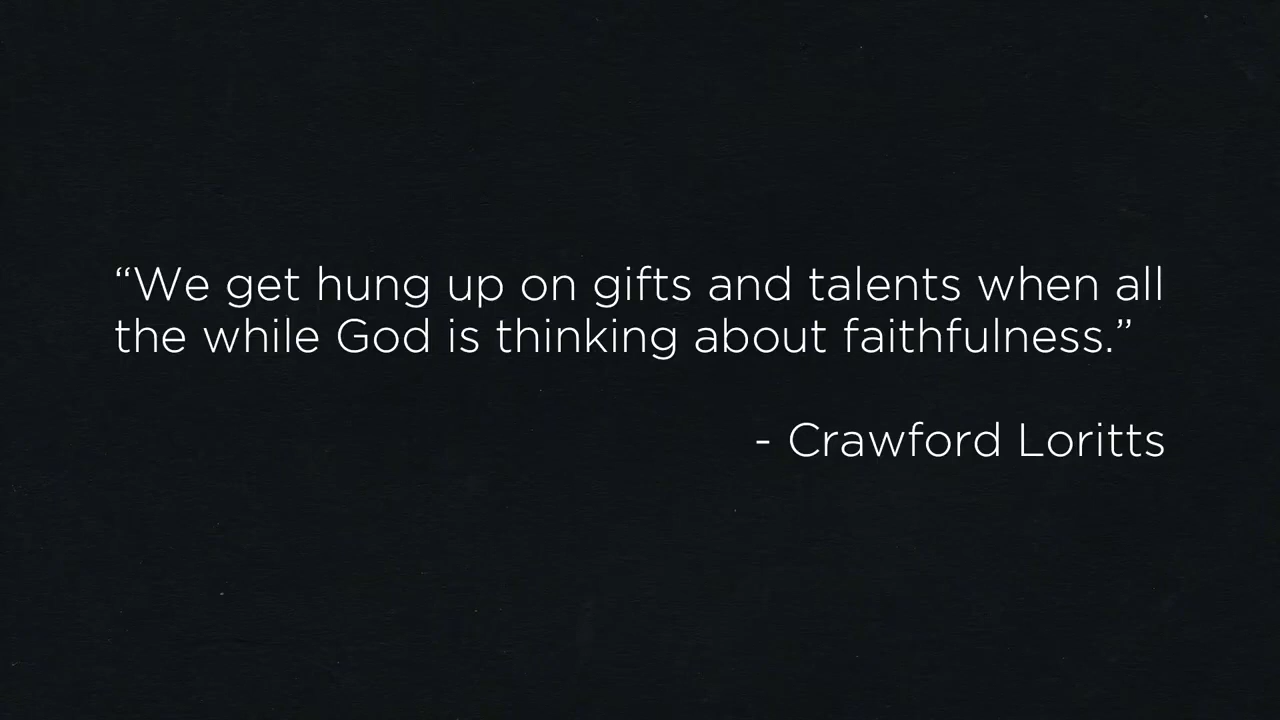 “We get hung up on gifts and talents when all
the while God is thinking about faithfulness.”
- Crawford Loritts